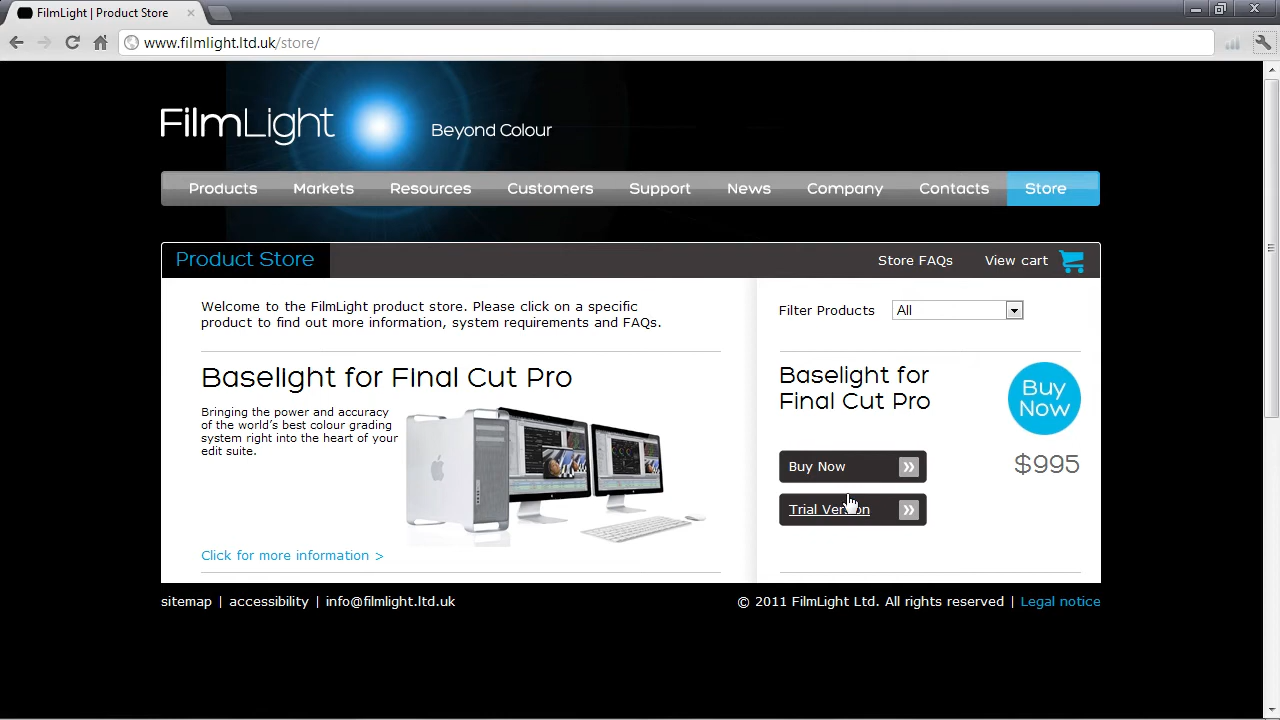 FilmLight | Product Store
www.filmlight.ltd.uk/store/
FilmLight
Beyond Colour
Products Markets Resources Customers Support News Company Contacts Store
Product Store
Store FAQs View cart
Welcome to the FilmLight product store. Please click on a specific
product to find out more information, system requirements and FAQs.
Filter Products All
Baselight for Final Cut Pro
Bringing the power and accuracy
of the world's best colour grading
system right into the heart of your
edit suite.
Click for more information >
Baselight for
Final Cut Pro
Buy
Now
$995
Buy Now
Trial Version
sitemap | accessibility | info@filmlight.ltd.uk
© 2011 FilmLight Ltd. All rights reserved | Legal notice